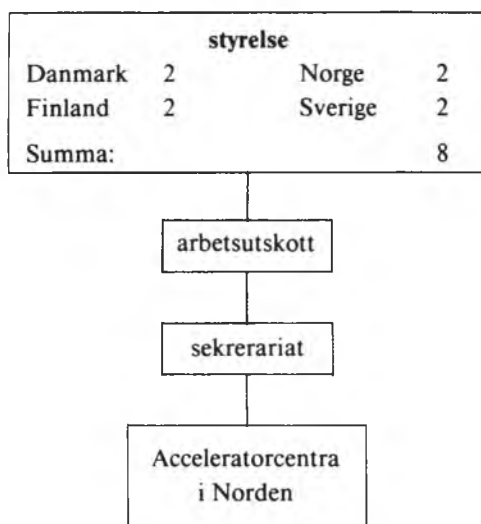 styrelse
Danmark 2 Norge 2
Finland 2 Sverige 2
Summa: 8
arbetsutskott
sekrerariat
Acceleratorcentra
i Norden